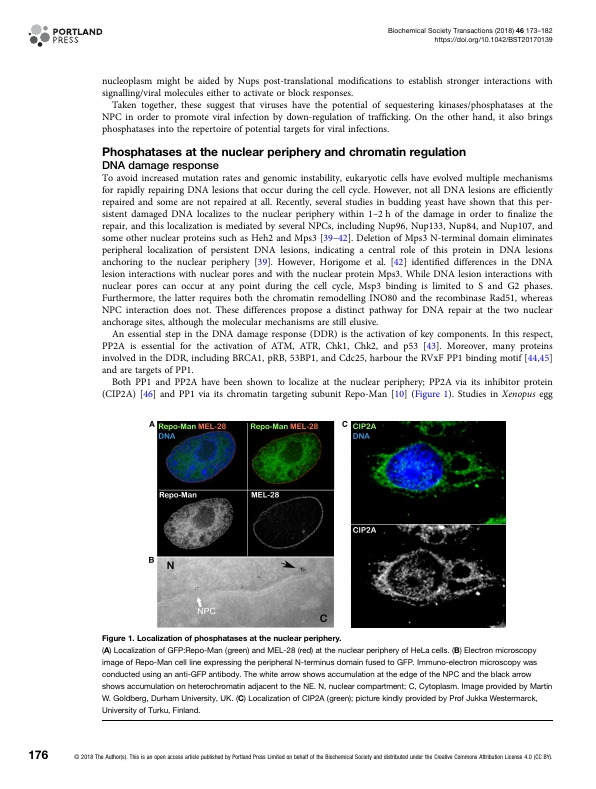 PORTLAND
PRESS
Biochemical Society Transactions (2018) 46 173–182
https://doi.org/10.1042/BST20170139
nucleoplasm might be aided by Nups post-translational modifications to establish stronger interactions with
signalling/viral molecules either to activate or block responses.
Taken together, these suggest that viruses have the potential of sequestering kinases/phosphatases at the
NPC in order to promote viral infection by down-regulation of trafficking. On the other hand, it also brings
phosphatases into the repertoire of potential targets for viral infections.
Phosphatases at the nuclear periphery and chromatin regulation
DNA damage response
To avoid increased mutation rates and genomic instability, eukaryotic cells have evolved multiple mechanisms
for rapidly repairing DNA lesions that occur during the cell cycle. However, not all DNA lesions are efficiently
repaired and some are not repaired at all. Recently, several studies in budding yeast have shown that this per-
sistent damaged DNA localizes to the nuclear periphery within 1–2 h of the damage in order to finalize the
repair, and this localization is mediated by several NPCs, including Nup96, Nup133, Nup84, and Nup107, and
some other nuclear proteins such as Heh2 and Mps3 [39–42]. Deletion of Mps3 N-terminal domain eliminates
peripheral localization of persistent DNA lesions, indicating a central role of this protein in DNA lesions
anchoring to the nuclear periphery [39]. However, Horigome et al. [42] identified differences in the DNA
lesion interactions with nuclear pores and with the nuclear protein Mps3. While DNA lesion interactions with
nuclear pores can occur at any point during the cell cycle, Msp3 binding is limited to S and G2 phases.
Furthermore, the latter requires both the chromatin remodelling INO80 and the recombinase Rad51, whereas
NPC interaction does not. These differences propose a distinct pathway for DNA repair at the two nuclear
anchorage sites, although the molecular mechanisms are still elusive.
An essential step in the DNA damage response (DDR) is the activation of key components. In this respect,
PP2A is essential for the activation of ATM, ATR, Chk1, Chk2, and p53 [43]. Moreover, many proteins
involved in the DDR, including BRCA1, pRB, 53BP1, and Cdc25, harbour the RVxF PP1 binding motif [44,45]
and are targets of PP1.
Both PP1 and PP2A have been shown to localize at the nuclear periphery; PP2A via its inhibitor protein
(CIP2A) [46] and PP1 via its chromatin targeting subunit Repo-Man [10] (Figure 1). Studies in Xenopus egg
A
Repo-Man MEL-28
DNA
Repo-Man MEL-28
Repo-Man
MEL-28
B
N
NPC
C
C
CIP2A
DNA
CIP2A
Figure 1. Localization of phosphatases at the nuclear periphery.
(A) Localization of GFP:Repo-Man (green) and MEL-28 (red) at the nuclear periphery of HeLa cells. (B) Electron microscopy
image of Repo-Man cell line expressing the peripheral N-terminus domain fused to GFP. Immuno-electron microscopy was
conducted using an anti-GFP antibody. The white arrow shows accumulation at the edge of the NPC and the black arrow
shows accumulation on heterochromatin adjacent to the NE. N, nuclear compartment; C, Cytoplasm. Image provided by Martin
W. Goldberg, Durham University, UK. (C) Localization of CIP2A (green); picture kindly provided by Prof Jukka Westermarck,
University of Turku, Finland.
176
© 2018 The Author(s). This is an open access article published by Portland Press Limited on behalf of the Biochemical Society and distributed under the Creative Commons Attribution License 4.0 (CC BY).